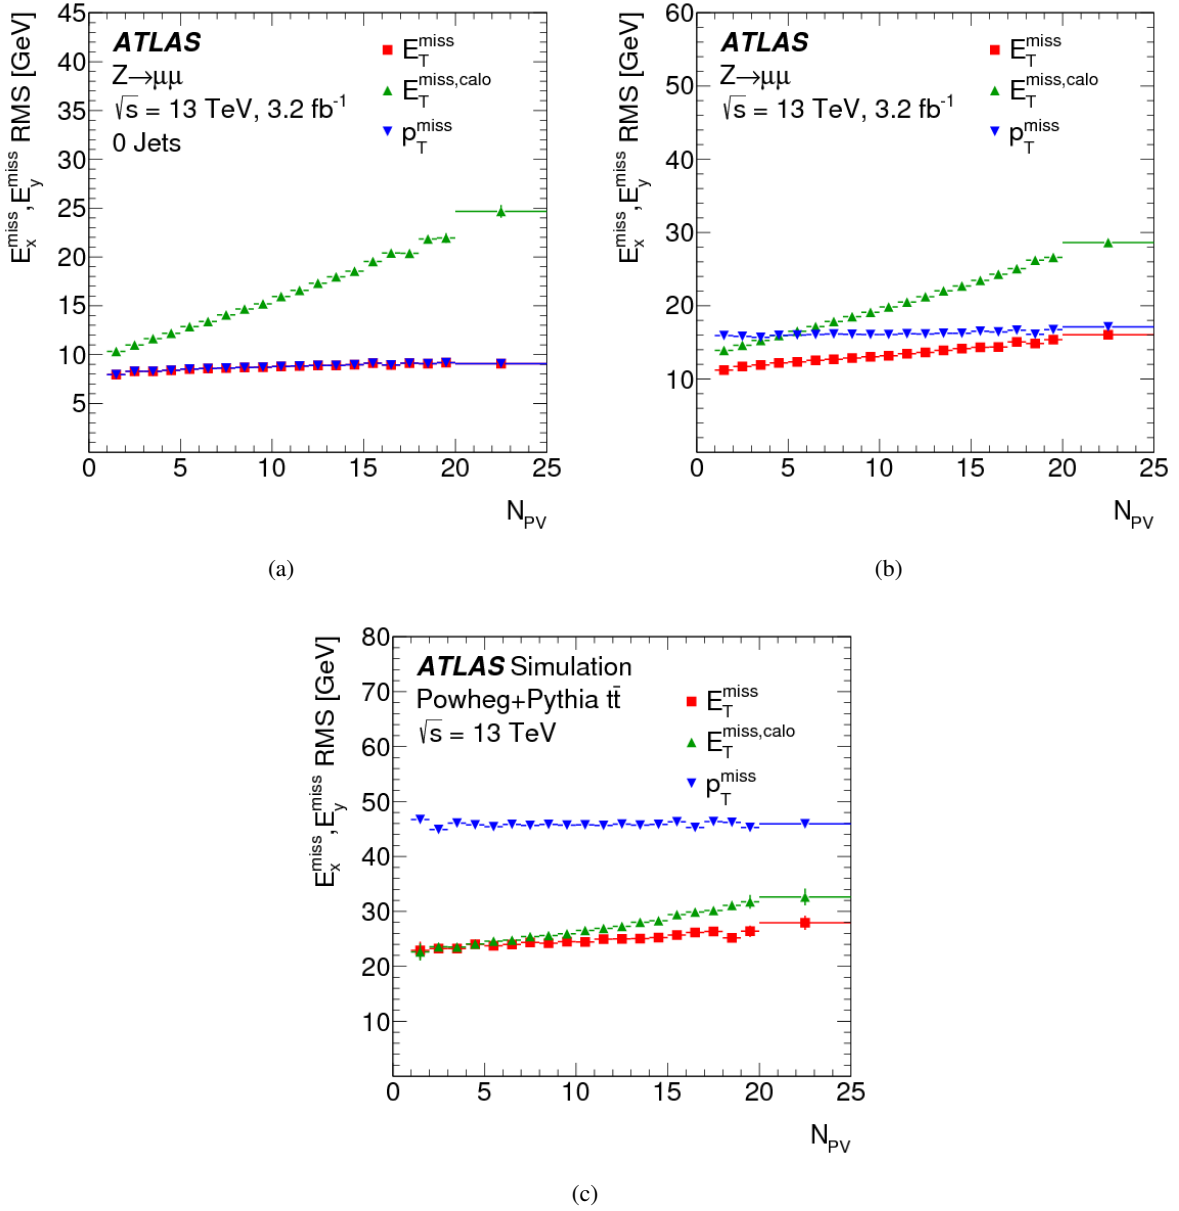 E_x^miss, E_y^miss RMS [GeV]
45
40
35
30
25
20
15
10
5
ATLAS
Z→μμ
√s = 13 TeV, 3.2 fb⁻¹
0 Jets
E_T^miss
E_T^miss,calo
p_T^miss
0 5 10 15 20 25
N_PV
(a)
E_x^miss, E_y^miss RMS [GeV]
60
50
40
30
20
10
ATLAS
Z→μμ
√s = 13 TeV, 3.2 fb⁻¹
E_T^miss
E_T^miss,calo
p_T^miss
0 5 10 15 20 25
N_PV
(b)
E_x^miss, E_y^miss RMS [GeV]
80
70
60
50
40
30
20
10
ATLAS Simulation
Powheg+Pythia tt̄
√s = 13 TeV
E_T^miss
E_T^miss,calo
p_T^miss
0 5 10 15 20 25
N_PV
(c)